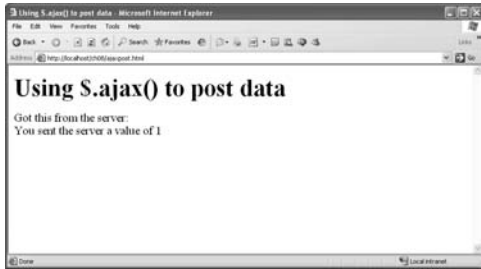 Using $.ajax() to post data - Microsoft Internet Explorer
File Edit View Favorites Tools Help
Back Search Favorites
Address http://localhost/ch06/ajaxpost.html Go Links
Using $.ajax() to post data
Got this from the server:
You sent the server a value of 1
Done Local intranet